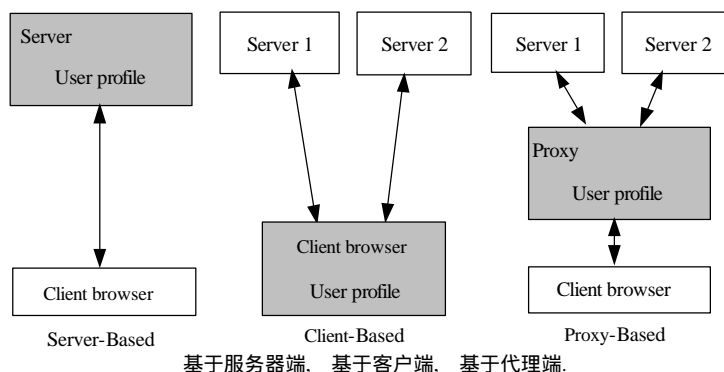 Server
User profile
Client browser
Server-Based
Server 1
Server 2
Client browser
User profile
Client-Based
Server 1
Server 2
Proxy
User profile
Client browser
Proxy-Based
基于服务器端, 基于客户端, 基于代理端.